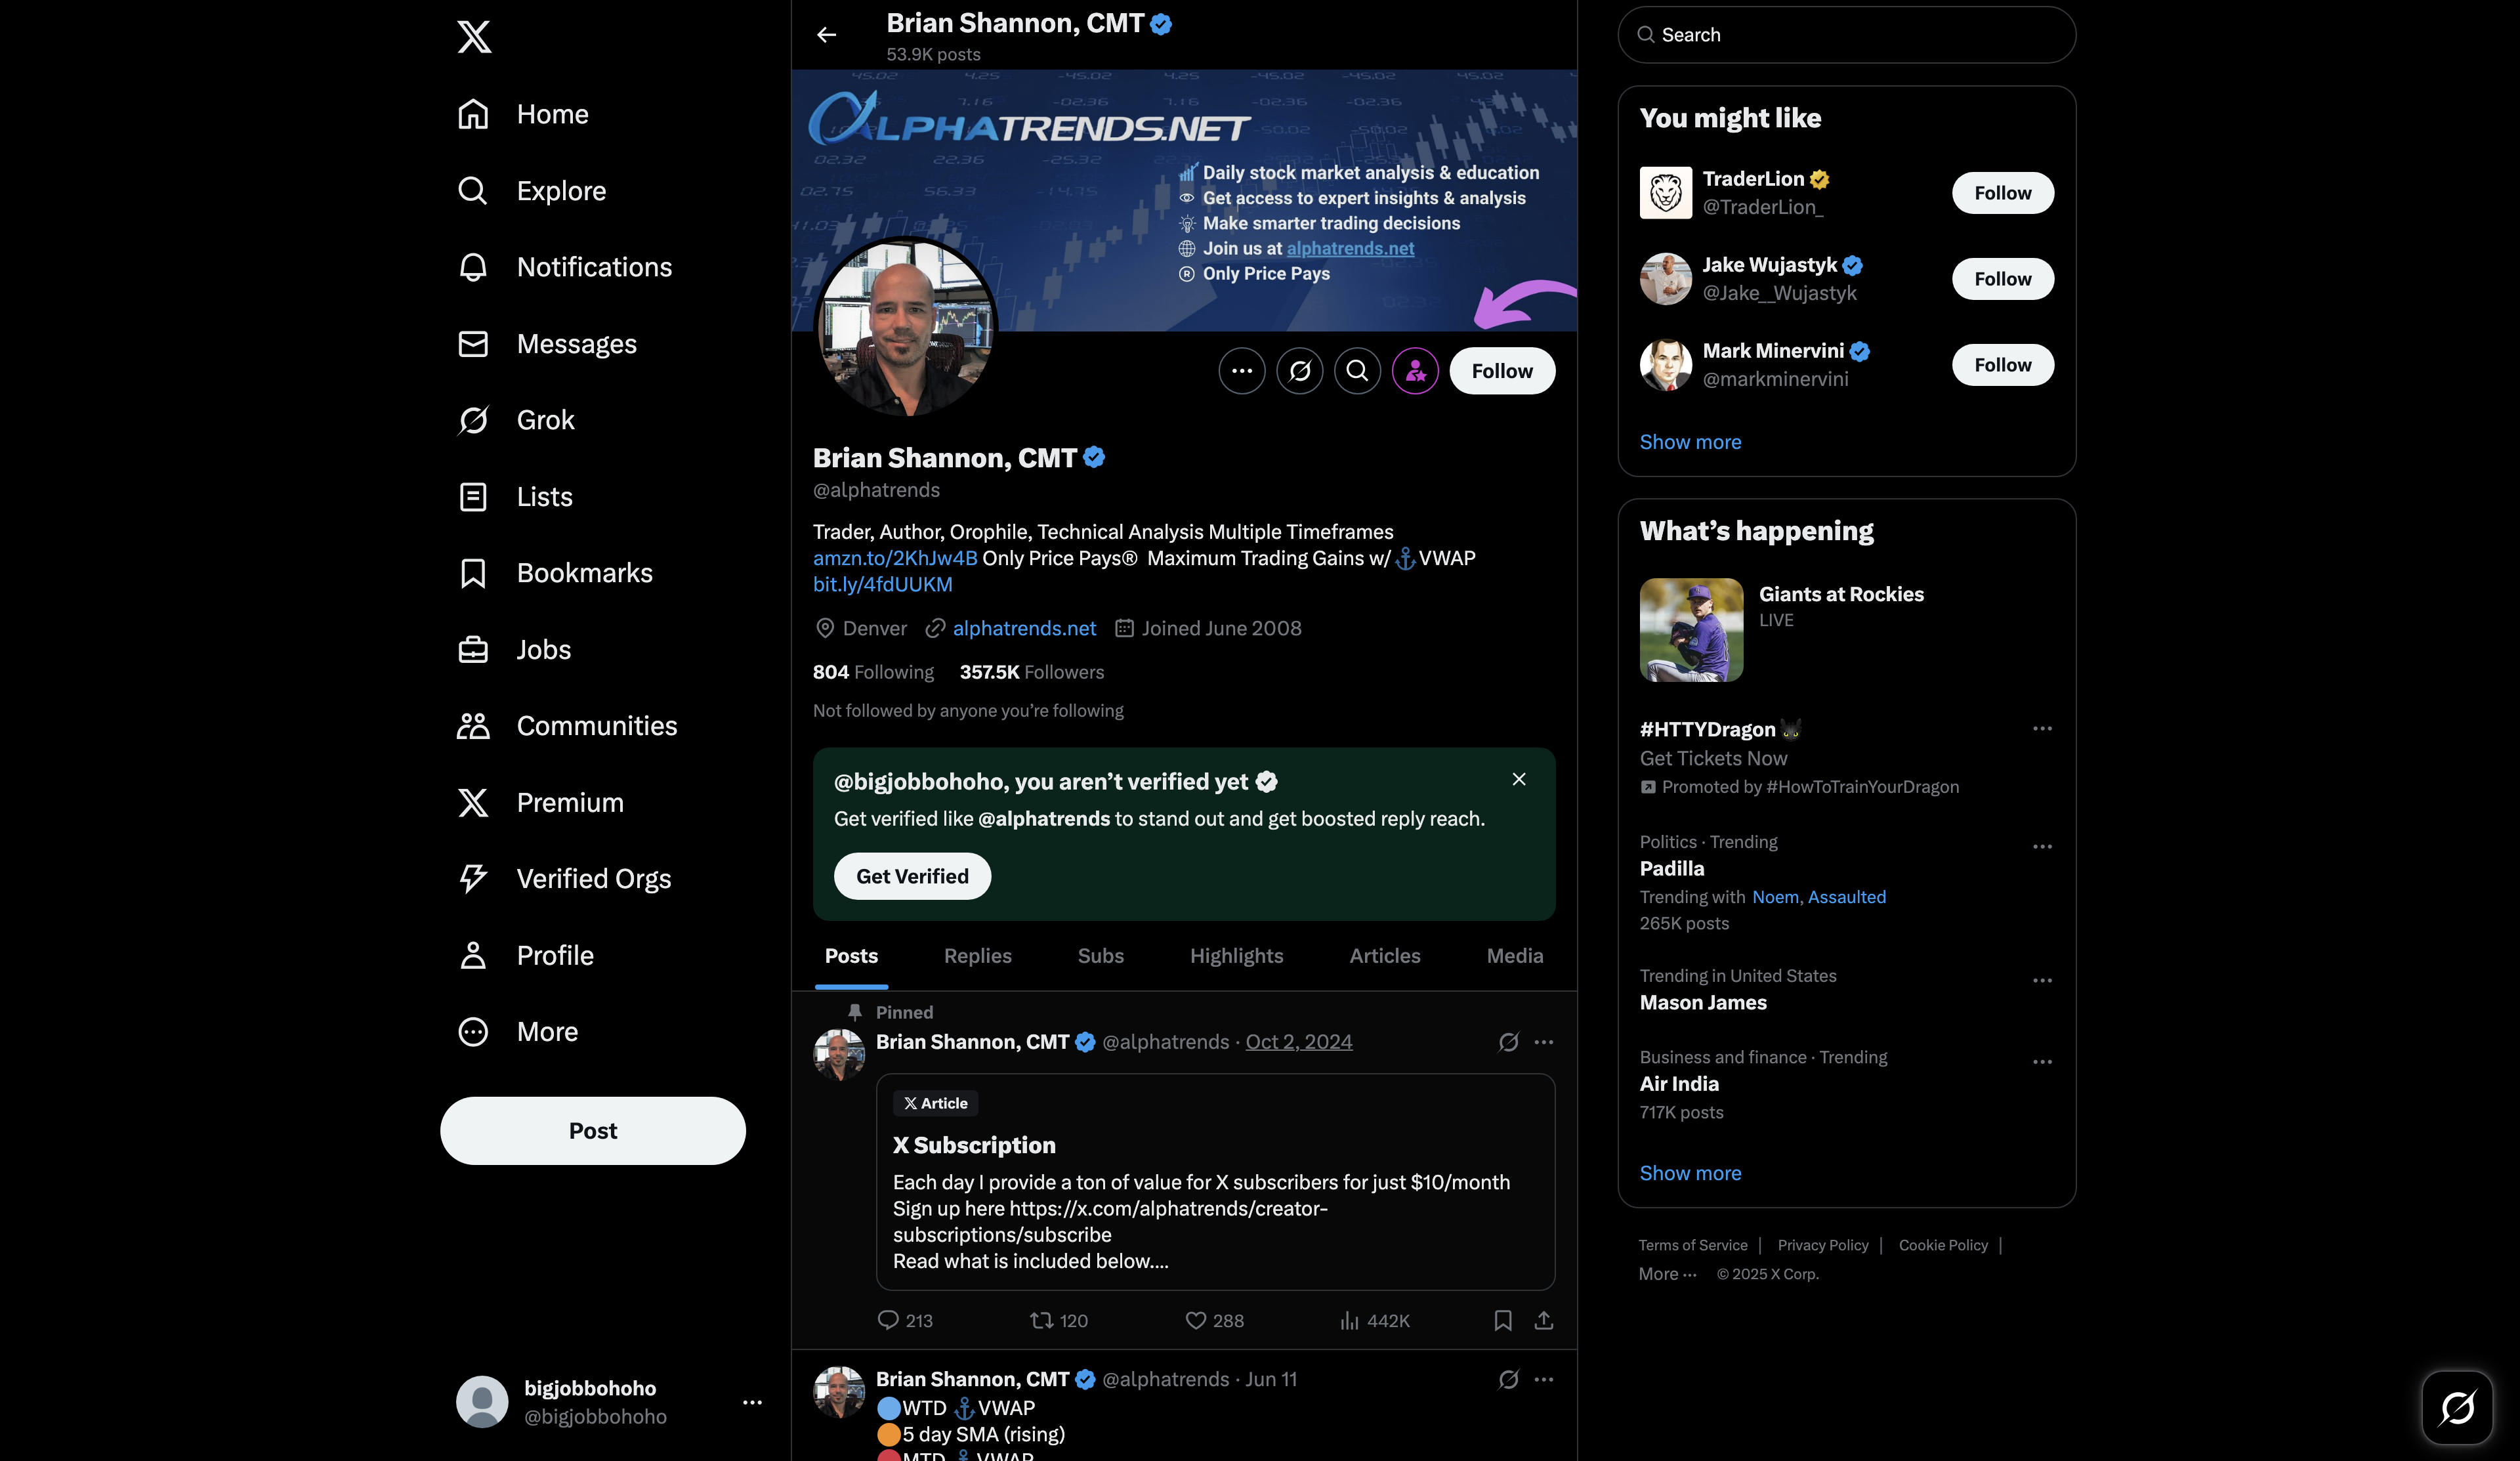 Home
Explore
Notifications
Messages
Grok
Lists
Bookmarks
Jobs
Communities
Premium
Verified Orgs
Profile
More
Post
bigjobbohoho
@bigjobbohoho
Brian Shannon, CMT
53.9K posts
ALPHATRENDS.NET
Daily stock market analysis & education
Get access to expert insights & analysis
Make smarter trading decisions
Join us at alphatrends.net
Only Price Pays
Follow
Brian Shannon, CMT
@alphatrends
Trader, Author, Orophile, Technical Analysis Multiple Timeframes
amzn.to/2KhJw4B Only Price Pays® Maximum Trading Gains w/ ⚓VWAP
bit.ly/4fdUUKM
Denver alphatrends.net Joined June 2008
804 Following 357.5K Followers
Not followed by anyone you’re following
@bigjobbohoho, you aren’t verified yet
Get verified like @alphatrends to stand out and get boosted reply reach.
Get Verified
Posts Replies Subs Highlights Articles Media
Pinned
Brian Shannon, CMT @alphatrends · Oct 2, 2024
Article
X Subscription
Each day I provide a ton of value for X subscribers for just $10/month
Sign up here https://x.com/alphatrends/creator-
subscriptions/subscribe
Read what is included below....
213 120 288 442K
Brian Shannon, CMT @alphatrends · Jun 11
🔵WTD ⚓VWAP
🟠5 day SMA (rising)
🔴MTD ⚓VWAP
Search
You might like
TraderLion
@TraderLion_
Follow
Jake Wujastyk
@Jake__Wujastyk
Follow
Mark Minervini
@markminervini
Follow
Show more
What’s happening
Giants at Rockies
LIVE
#HTTYDragon
Get Tickets Now
Promoted by #HowToTrainYourDragon
Politics · Trending
Padilla
Trending with Noem, Assaulted
265K posts
Trending in United States
Mason James
Business and finance · Trending
Air India
717K posts
Show more
Terms of Service | Privacy Policy | Cookie Policy |
More ··· © 2025 X Corp.